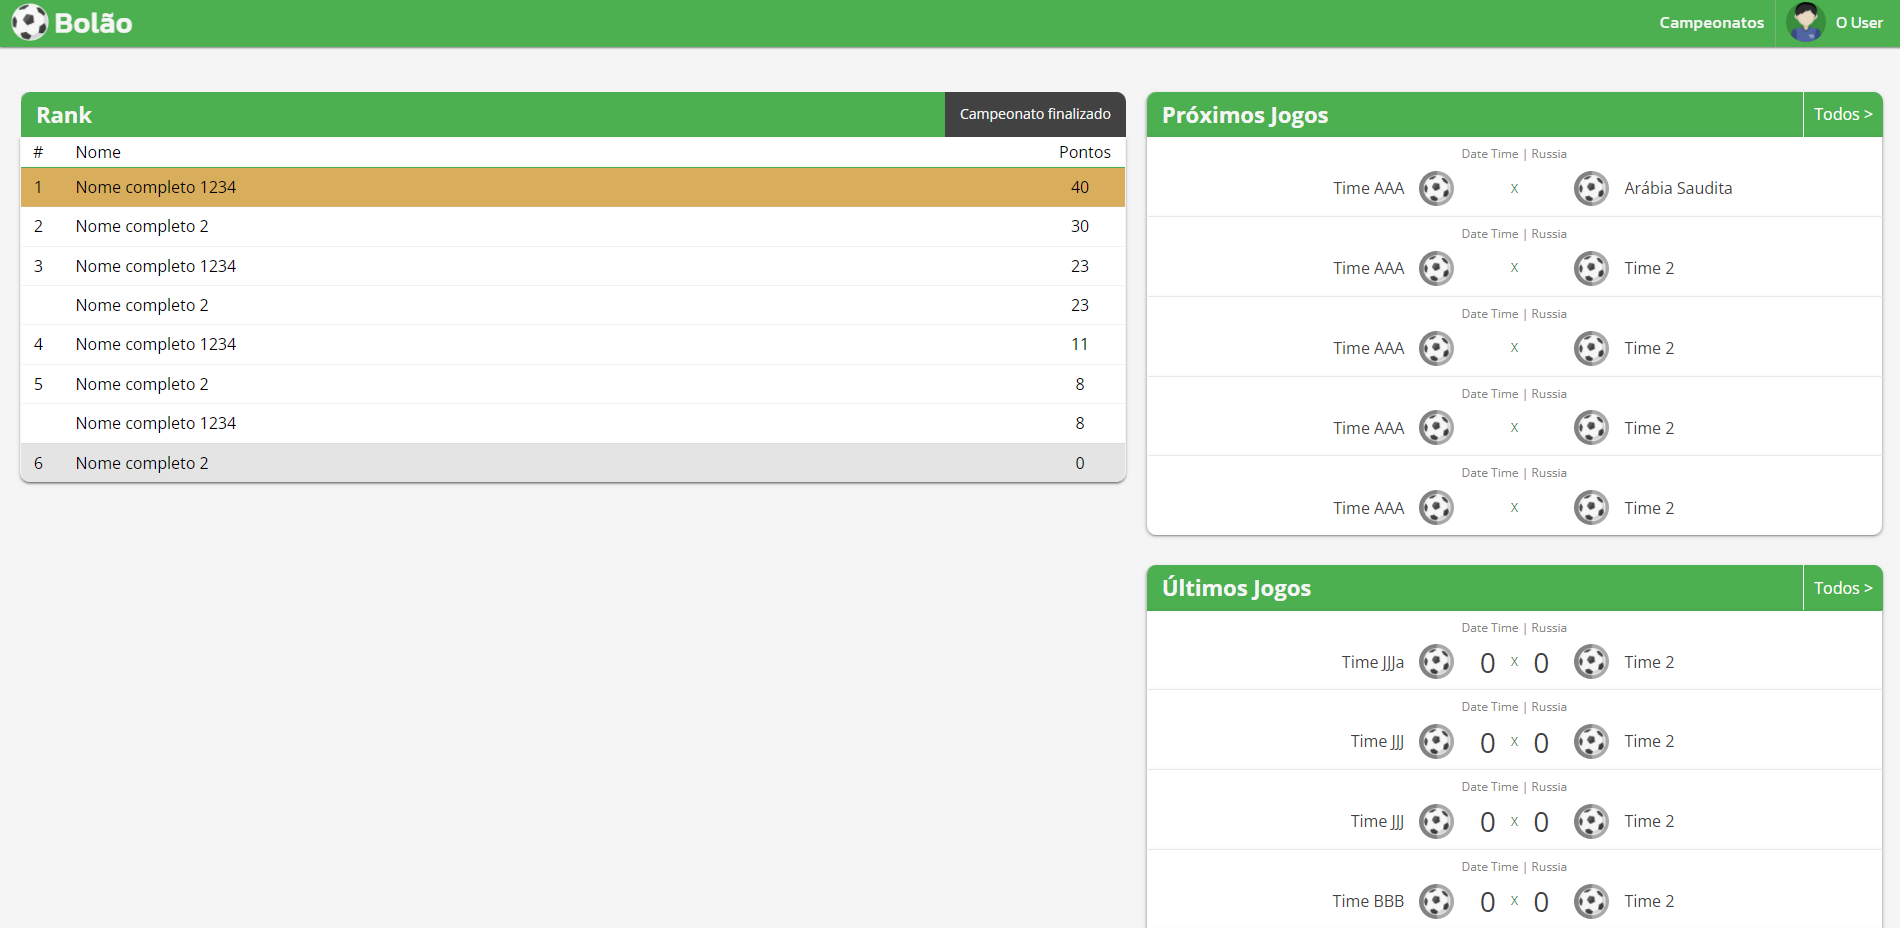 Bolão
Campeonatos
O User
Rank
Campeonato finalizado
# Nome Pontos
1 Nome completo 1234 40
2 Nome completo 2 30
3 Nome completo 1234 23
Nome completo 2 23
4 Nome completo 1234 11
5 Nome completo 2 8
Nome completo 1234 8
6 Nome completo 2 0
Próximos Jogos
Todos >
Date Time | Russia
Time AAA x Arábia Saudita
Date Time | Russia
Time AAA x Time 2
Date Time | Russia
Time AAA x Time 2
Date Time | Russia
Time AAA x Time 2
Date Time | Russia
Time AAA x Time 2
Últimos Jogos
Todos >
Date Time | Russia
Time JJJa 0 x 0 Time 2
Date Time | Russia
Time JJJ 0 x 0 Time 2
Date Time | Russia
Time JJJ 0 x 0 Time 2
Date Time | Russia
Time BBB 0 x 0 Time 2